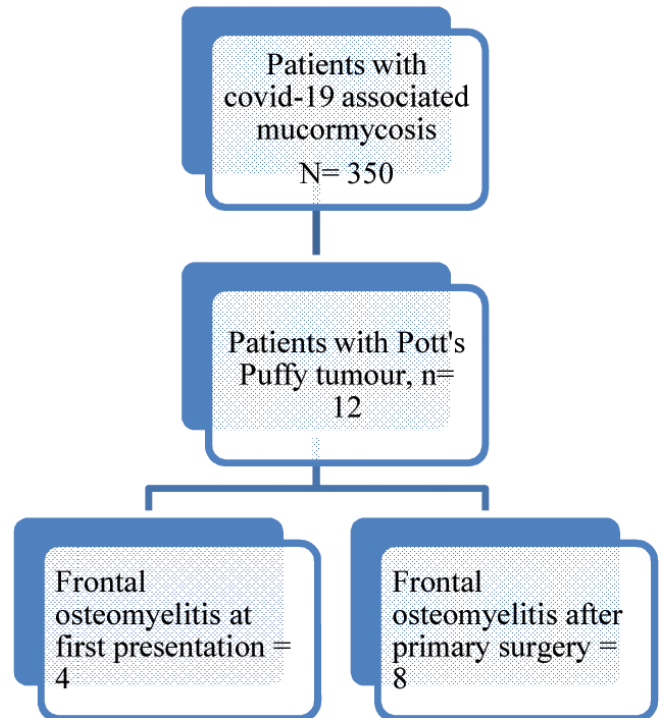 Patients with
covid-19 associated
mucormycosis
N= 350
Patients with Pott's
Puffy tumour, n=
12
Frontal
osteomyelitis at
first presentation =
4
Frontal
osteomyelitis after
primary surgery =
8